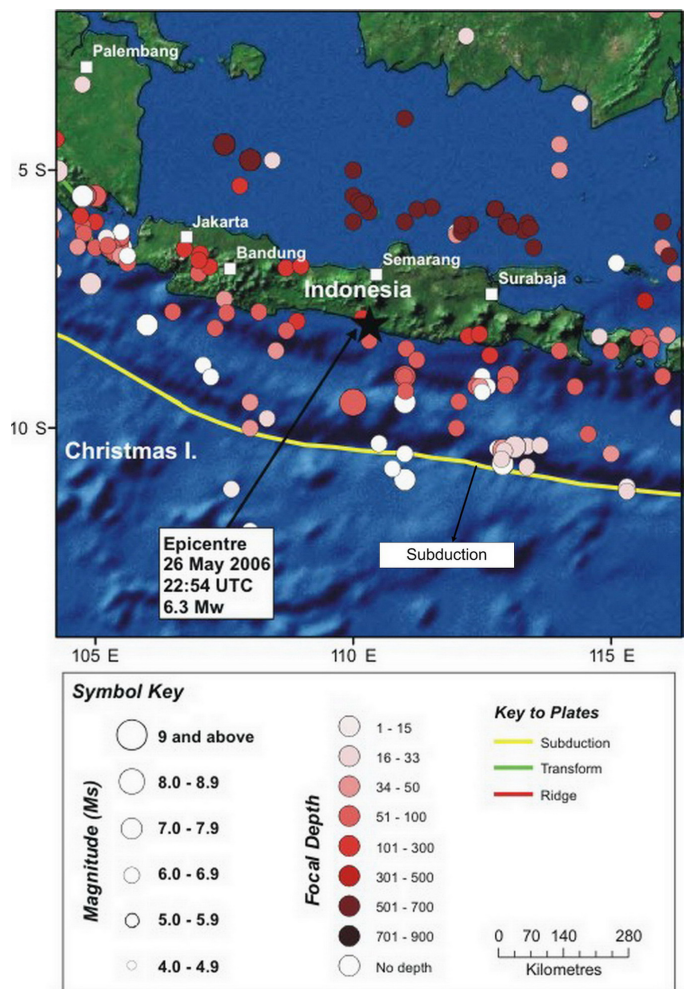 Palembang
5 S
Jakarta
Bandung
Semarang
Indonesia
Surabaja
10 S
Christmas I.
Epicentre
26 May 2006
22:54 UTC
6.3 Mw
Subduction
105 E
110 E
115 E
Symbol Key
Magnitude (Ms)
9 and above
8.0 - 8.9
7.0 - 7.9
6.0 - 6.9
5.0 - 5.9
4.0 - 4.9
Focal Depth
1 - 15
16 - 33
34 - 50
51 - 100
101 - 300
301 - 500
501 - 700
701 - 900
No depth
Key to Plates
Subduction
Transform
Ridge
0 70 140 280
Kilometres